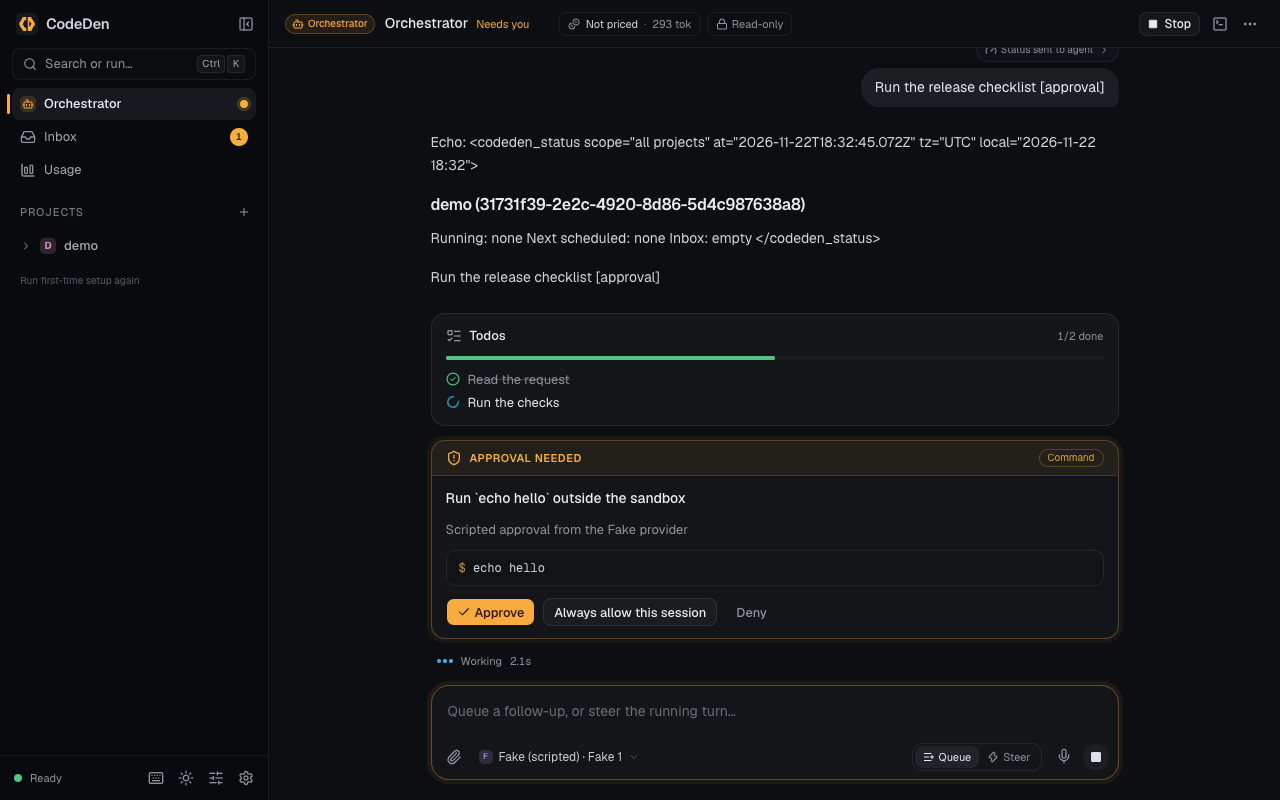 CodeDen
Search or run…
Ctrl K
Orchestrator
Inbox
1
Usage
PROJECTS
D demo
Run first-time setup again
Ready
Orchestrator
Orchestrator Needs you
Not priced · 293 tok
Read-only
Stop
Status sent to agent
Run the release checklist [approval]
Echo: <codeden_status scope="all projects" at="2026-11-22T18:32:45.072Z" tz="UTC" local="2026-11-22
18:32">
demo (31731f39-2e2c-4920-8d86-5d4c987638a8)
Running: none Next scheduled: none Inbox: empty </codeden_status>
Run the release checklist [approval]
Todos
1/2 done
Read the request
Run the checks
APPROVAL NEEDED
Command
Run `echo hello` outside the sandbox
Scripted approval from the Fake provider
$ echo hello
Approve
Always allow this session
Deny
Working 2.1s
Queue a follow-up, or steer the running turn…
F Fake (scripted) · Fake 1
Queue
Steer